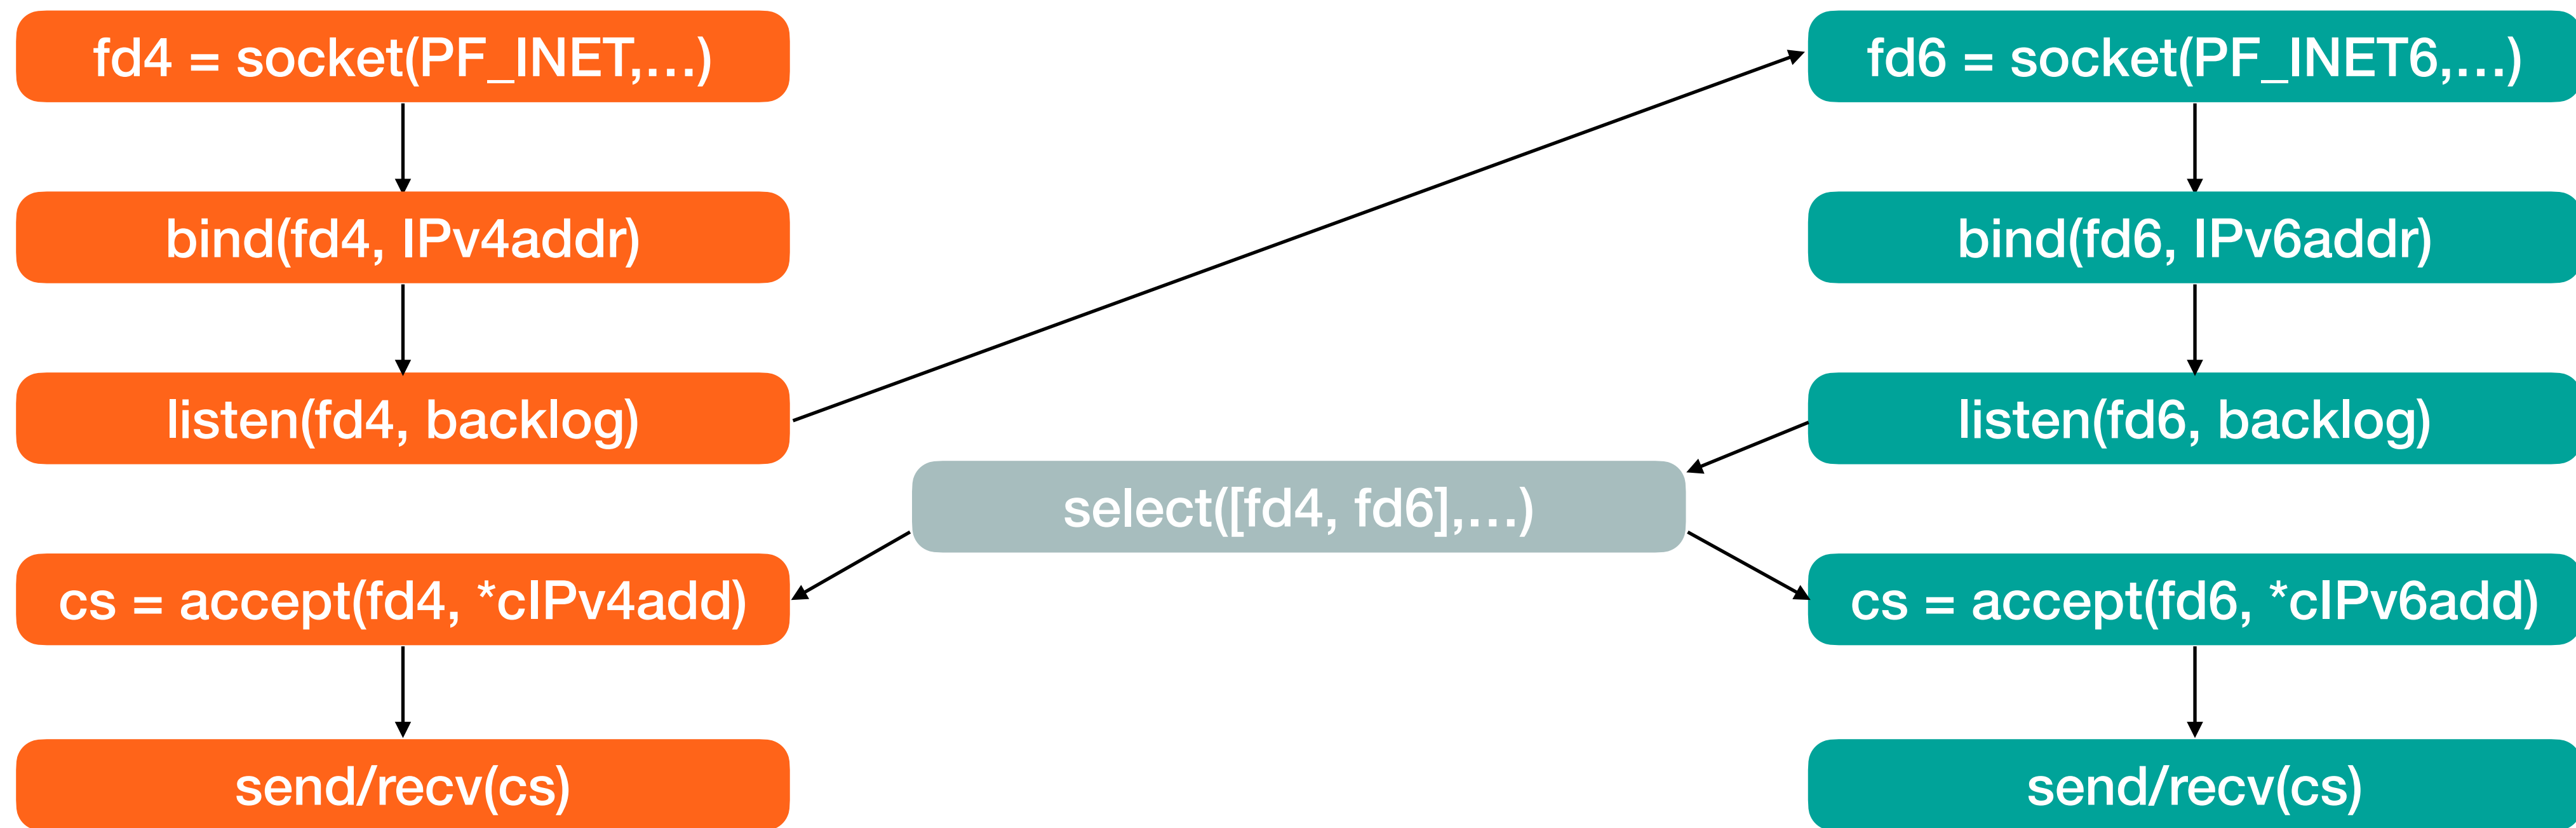 fd4 = socket(PF_INET,…)
bind(fd4, IPv4addr)
listen(fd4, backlog)
fd6 = socket(PF_INET6,…)
bind(fd6, IPv6addr)
listen(fd6, backlog)
select([fd4, fd6],…)
cs = accept(fd4, *cIPv4add)
send/recv(cs)
cs = accept(fd6, *cIPv6add)
send/recv(cs)